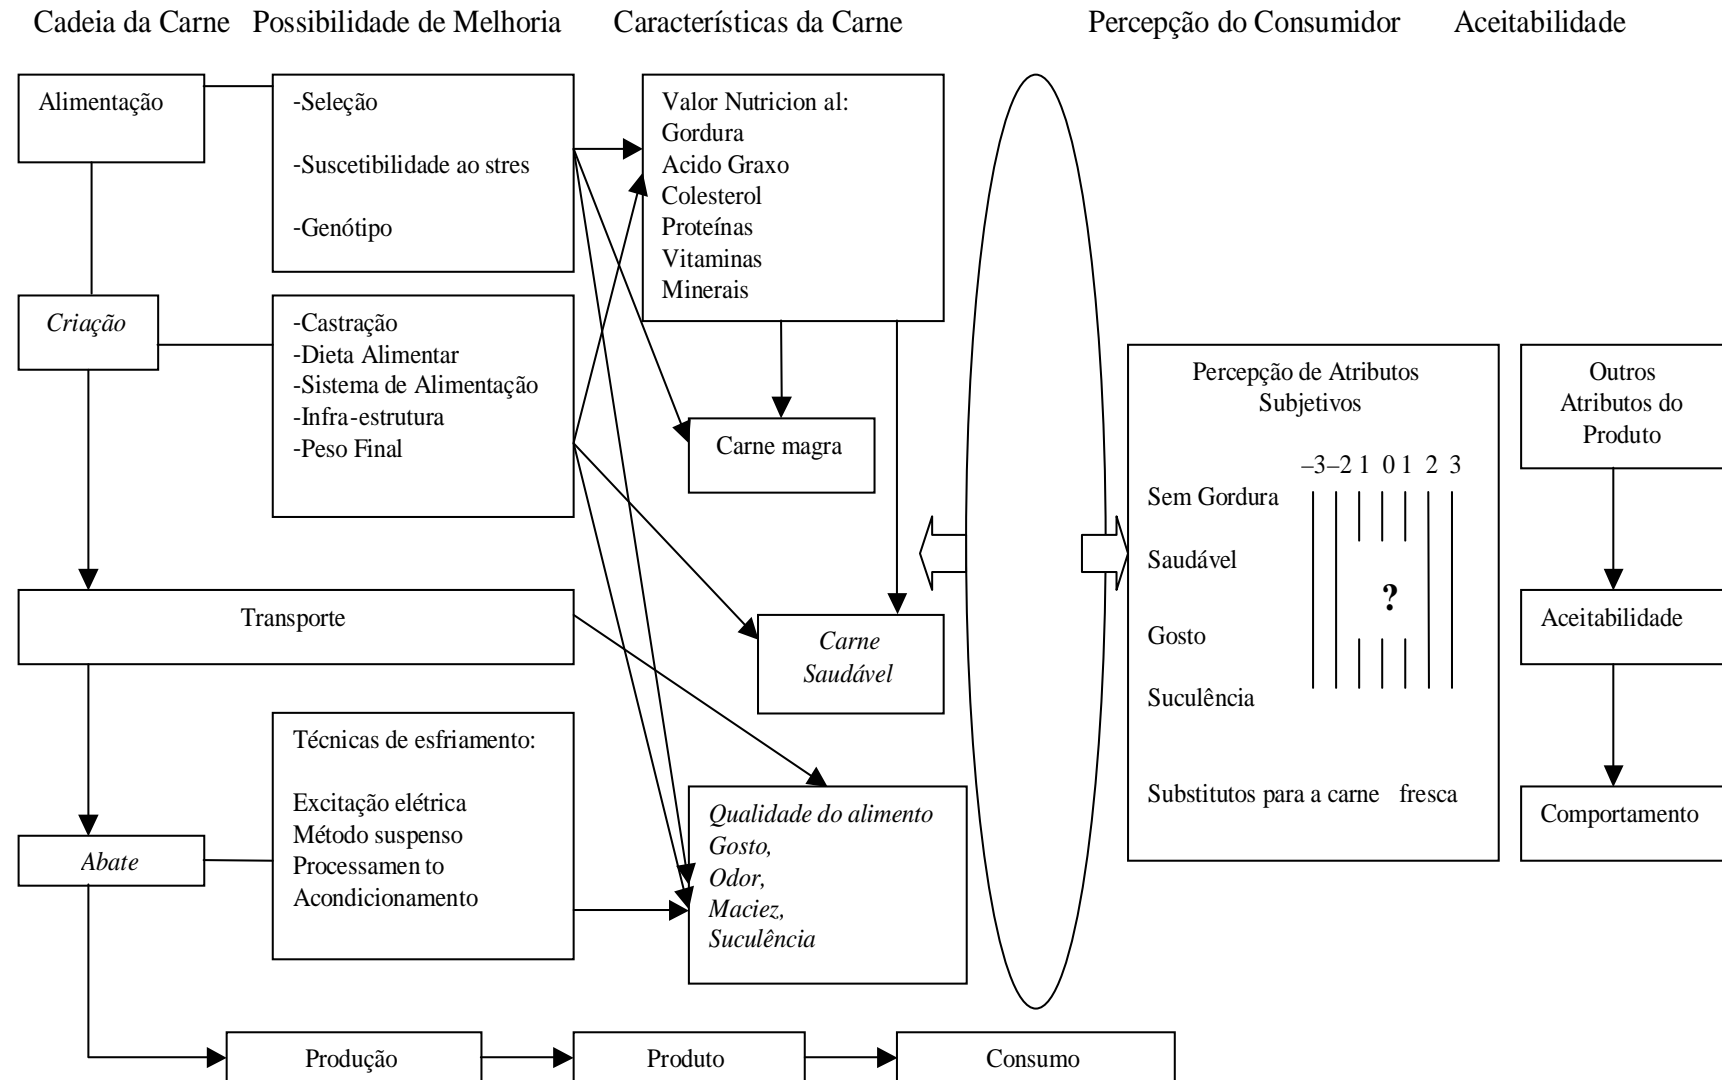 Cadeia da Carne Possibilidade de Melhoria Características da Carne Percepção do Consumidor Aceitabilidade
Alimentação
-Seleção
-Suscetibilidade ao stres
-Genótipo
Valor Nutricion al:
Gordura
Acido Graxo
Colesterol
Proteínas
Vitaminas
Minerais
Criação
-Castração
-Dieta Alimentar
-Sistema de Alimentação
-Infra-estrutura
-Peso Final
Carne magra
Percepção de Atributos
Subjetivos
–3–2 1 0 1 2 3
Sem Gordura
Saudável
?
Gosto
Suculência
Substitutos para a carne fresca
Outros
Atributos do
Produto
Aceitabilidade
Comportamento
Transporte
Carne
Saudável
Técnicas de esfriamento:
Excitação elétrica
Método suspenso
Processamen to
Acondicionamento
Abate
Qualidade do alimento
Gosto,
Odor,
Maciez,
Suculência
Produção
Produto
Consumo